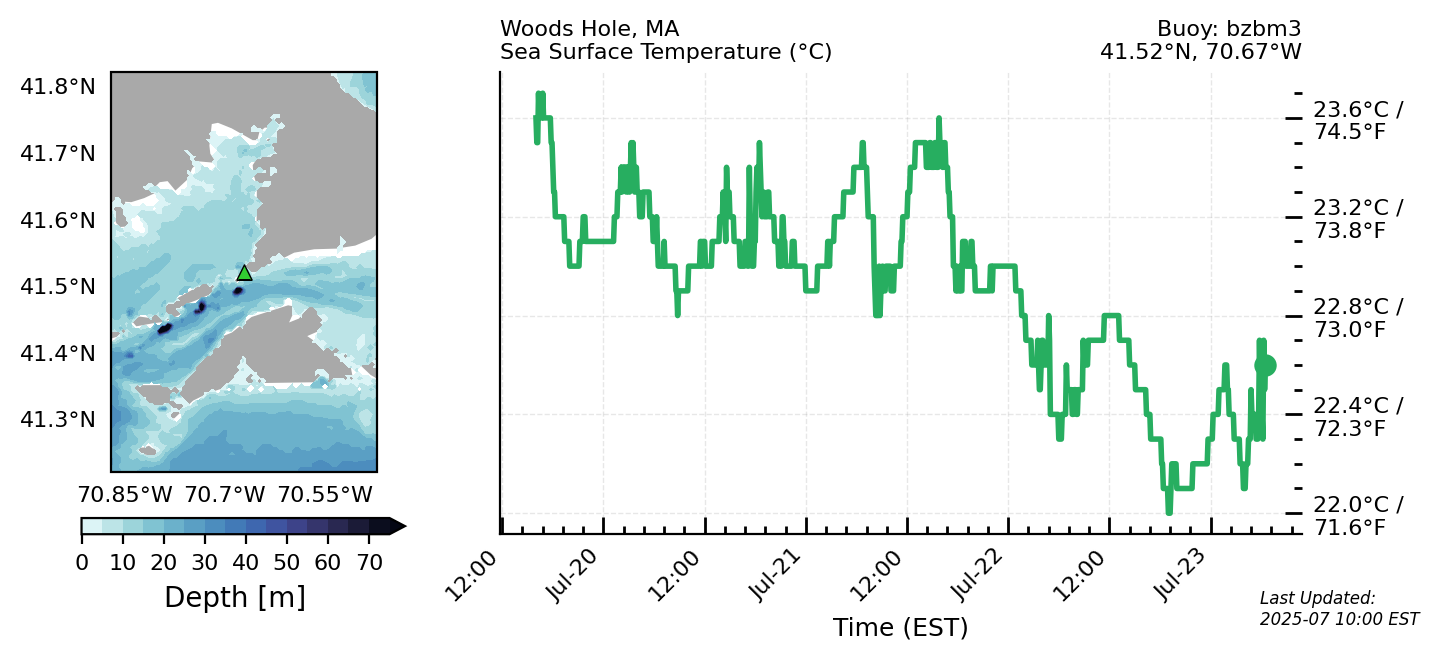 Woods Hole, MA
Sea Surface Temperature (°C)
Buoy: bzbm3
41.52°N, 70.67°W
41.8°N
41.7°N
41.6°N
41.5°N
41.4°N
41.3°N
70.85°W 70.7°W 70.55°W
0 10 20 30 40 50 60 70
Depth [m]
23.6°C /
74.5°F
23.2°C /
73.8°F
22.8°C /
73.0°F
22.4°C /
72.3°F
22.0°C /
71.6°F
12:00 Jul-20 12:00 Jul-21 12:00 Jul-22 12:00 Jul-23
Time (EST)
Last Updated:
2025-07 10:00 EST